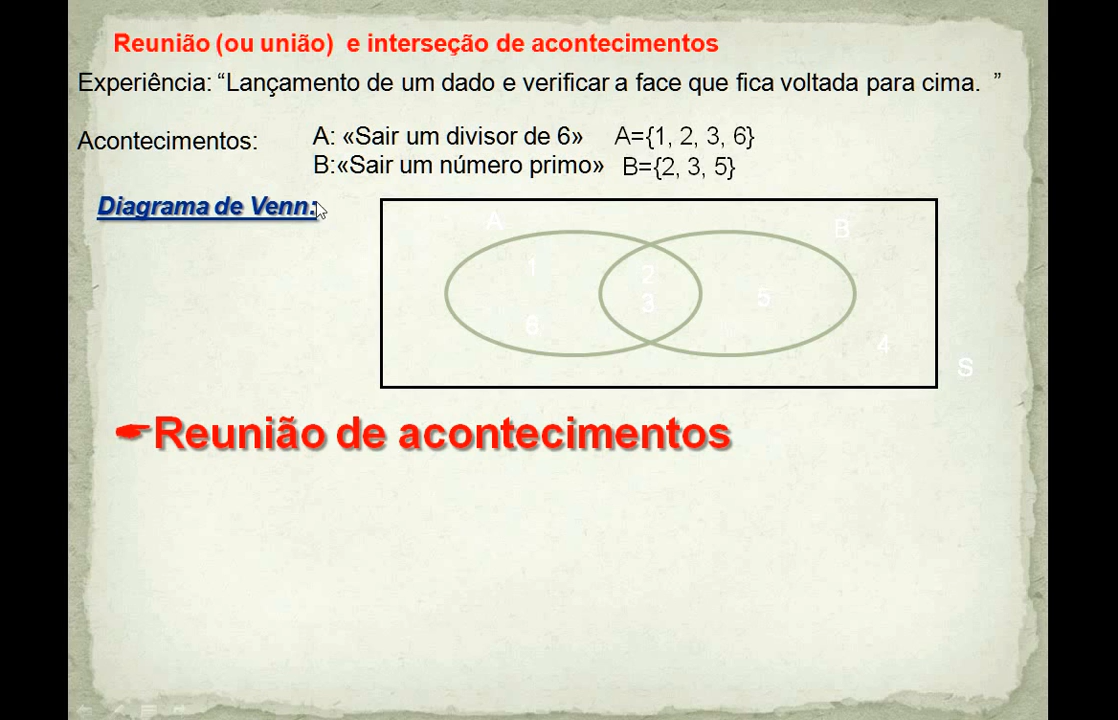 Reunião (ou união) e interseção de acontecimentos
Experiência: “Lançamento de um dado e verificar a face que fica voltada para cima. ”
Acontecimentos:
A: «Sair um divisor de 6» A={1, 2, 3, 6}
B:«Sair um número primo» B={2, 3, 5}
Diagrama de Venn:
A B
1 2
3 5
6
4
S
Reunião de acontecimentos